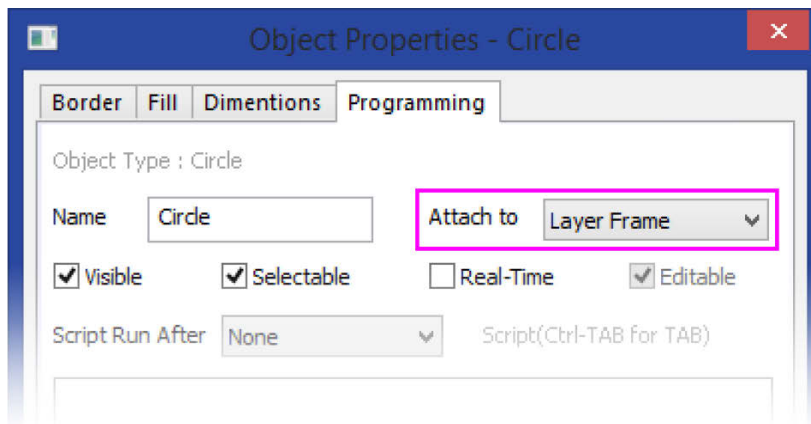 Object Properties - Circle
Border Fill Dimentions Programming
Object Type : Circle
Name Circle Attach to Layer Frame
Visible Selectable Real-Time Editable
Script Run After None Script(Ctrl-TAB for TAB)